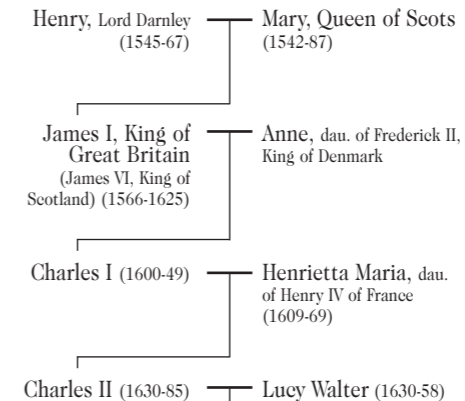 Henry, Lord Darnley
(1545-67)
Mary, Queen of Scots
(1542-87)
James I, King of
Great Britain
(James VI, King of
Scotland) (1566-1625)
Anne, dau. of Frederick II,
King of Denmark
Charles I (1600-49)
Henrietta Maria, dau.
of Henry IV of France
(1609-69)
Charles II (1630-85)
Lucy Walter (1630-58)